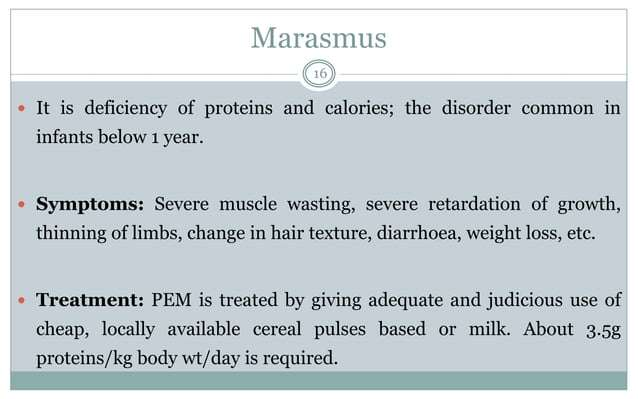 Marasmus
16
• It is deficiency of proteins and calories; the disorder common in
infants below 1 year.
• Symptoms: Severe muscle wasting, severe retardation of growth,
thinning of limbs, change in hair texture, diarrhoea, weight loss, etc.
• Treatment: PEM is treated by giving adequate and judicious use of
cheap, locally available cereal pulses based or milk. About 3.5g
proteins/kg body wt/day is required.